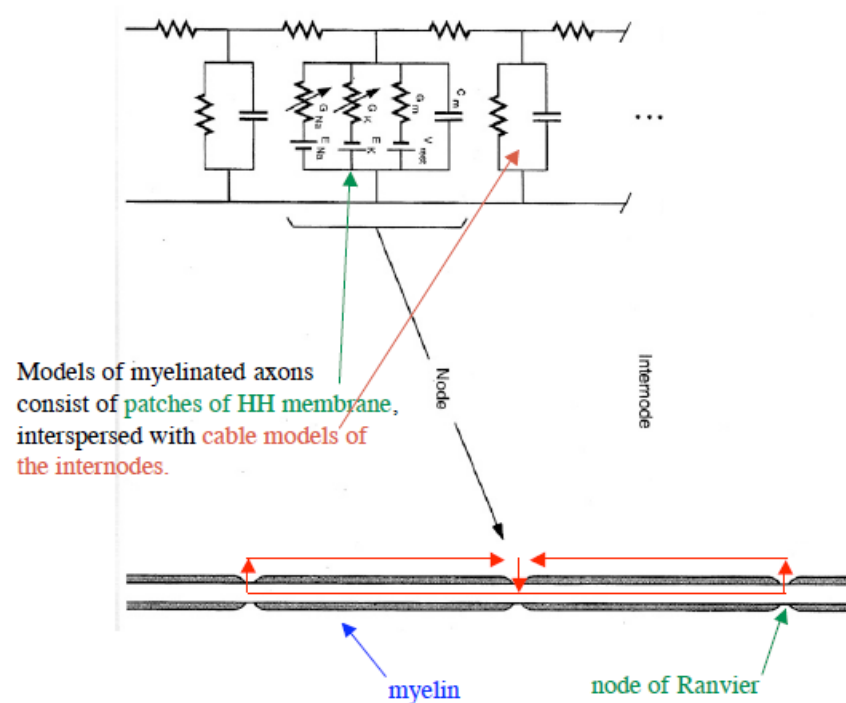 G Na
E Na
G K
E K
G m
V rest
C m
...
Models of myelinated axons
consist of patches of HH membrane,
interspersed with cable models of
the internodes.
Node
Internode
myelin
node of Ranvier